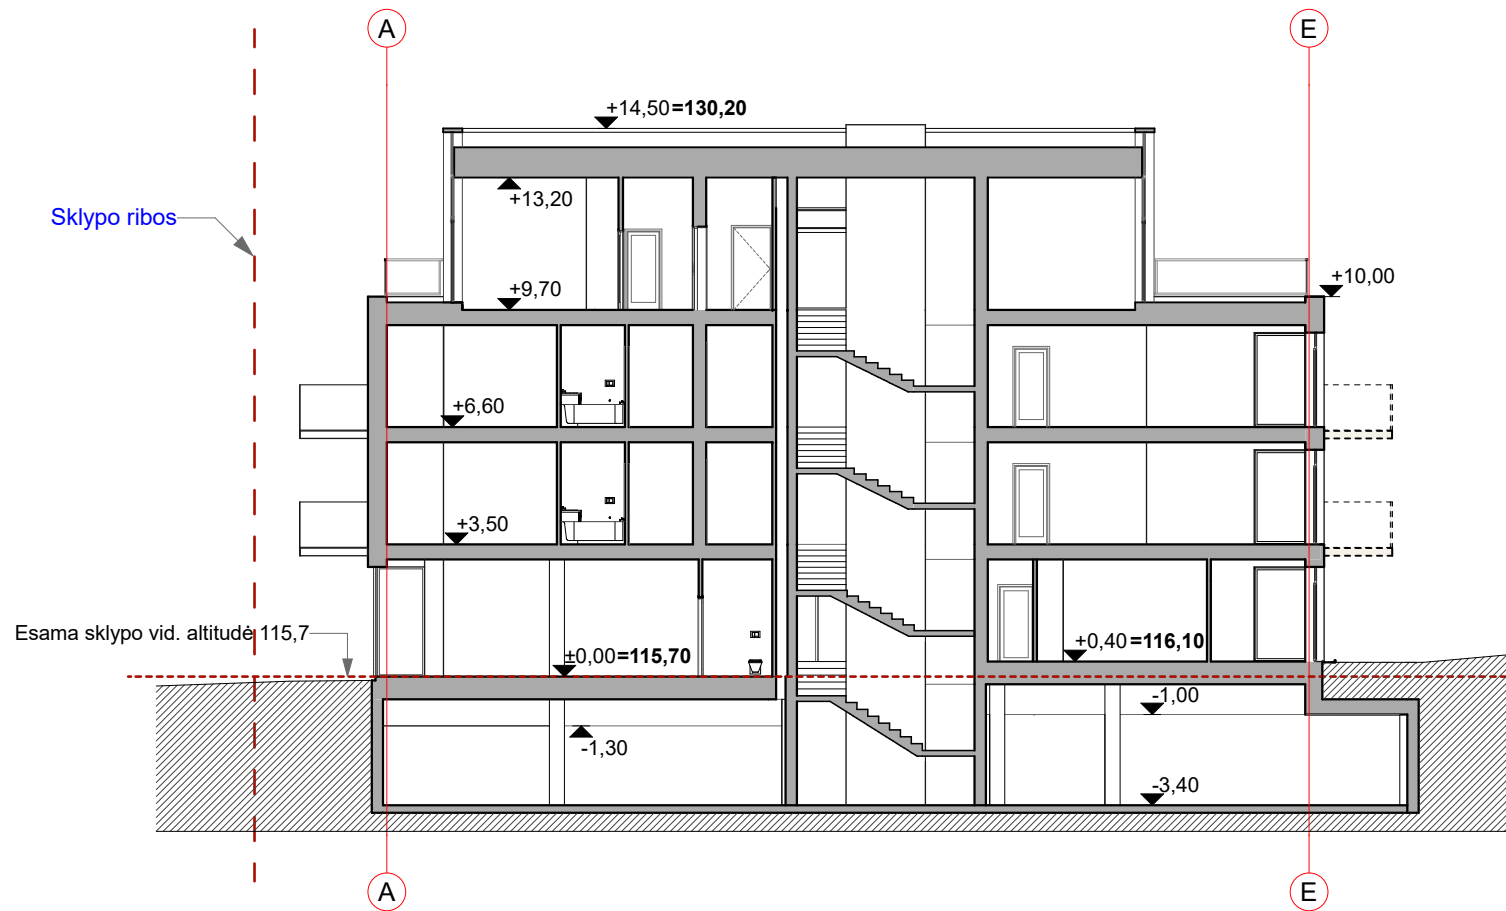 A
E
+14,50=130,20
+13,20
Sklypo ribos
+9,70
+10,00
+6,60
+3,50
Esama sklypo vid. altitudė 115,7
±0,00=115,70
+0,40=116,10
-1,00
-1,30
-3,40
A
E